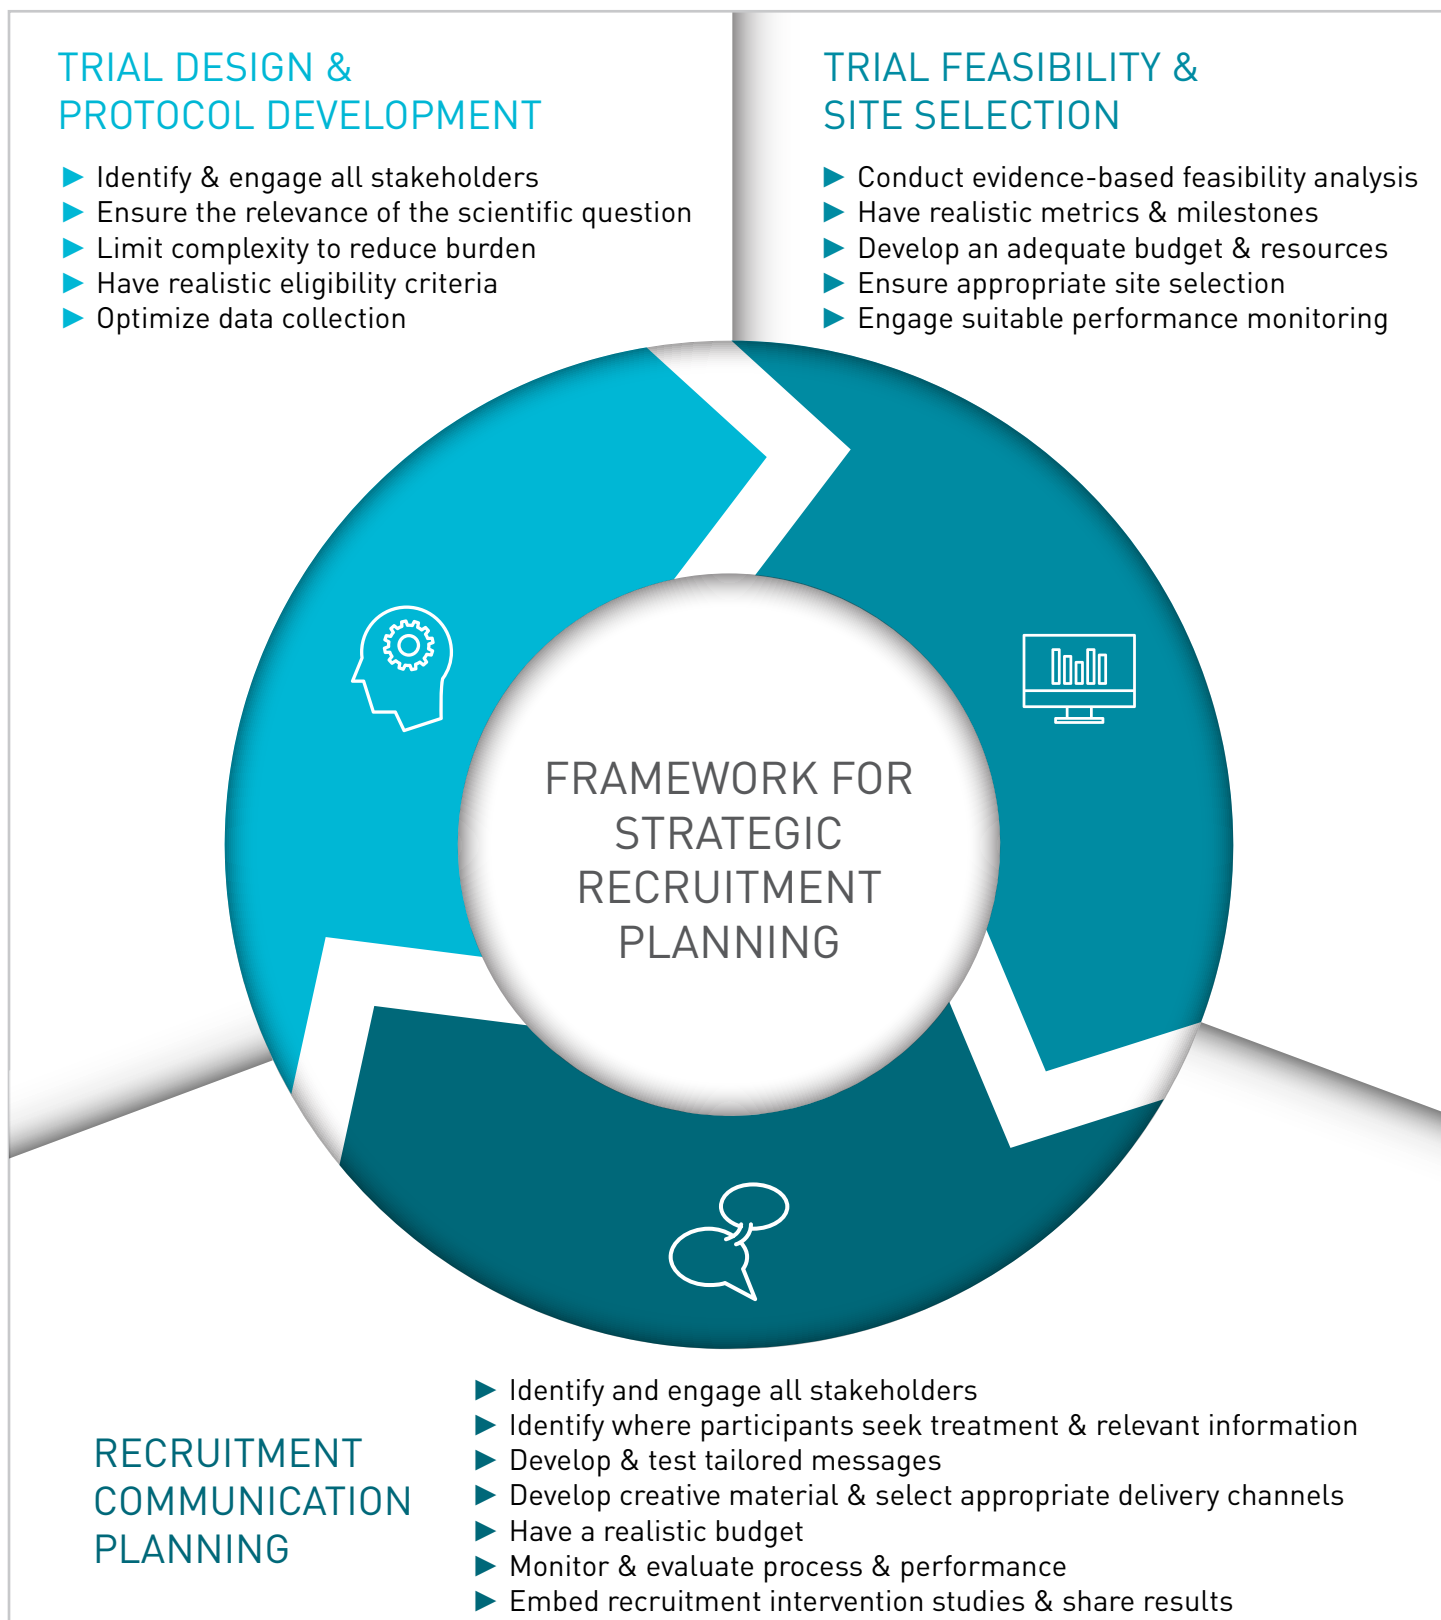 TRIAL DESIGN &
PROTOCOL DEVELOPMENT
► Identify & engage all stakeholders
► Ensure the relevance of the scientific question
► Limit complexity to reduce burden
► Have realistic eligibility criteria
► Optimize data collection
TRIAL FEASIBILITY &
SITE SELECTION
► Conduct evidence-based feasibility analysis
► Have realistic metrics & milestones
► Develop an adequate budget & resources
► Ensure appropriate site selection
► Engage suitable performance monitoring
FRAMEWORK FOR
STRATEGIC
RECRUITMENT
PLANNING
RECRUITMENT
COMMUNICATION
PLANNING
► Identify and engage all stakeholders
► Identify where participants seek treatment & relevant information
► Develop & test tailored messages
► Develop creative material & select appropriate delivery channels
► Have a realistic budget
► Monitor & evaluate process & performance
► Embed recruitment intervention studies & share results